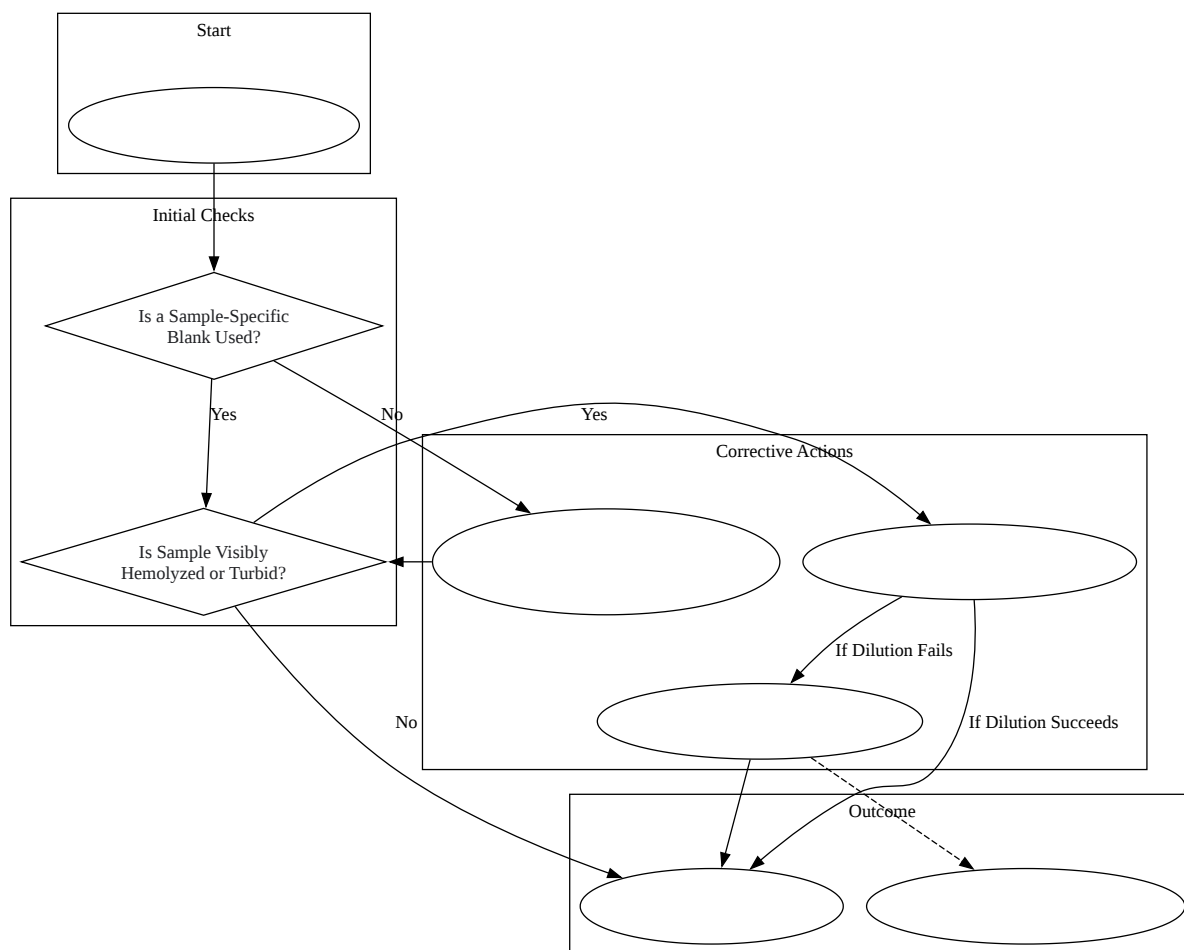 Start
Initial Checks
Is a Sample-Specific
Blank Used?
Yes
No
Yes
Corrective Actions
Is Sample Visibly
Hemolyzed or Turbid?
If Dilution Fails
No
If Dilution Succeeds
Outcome